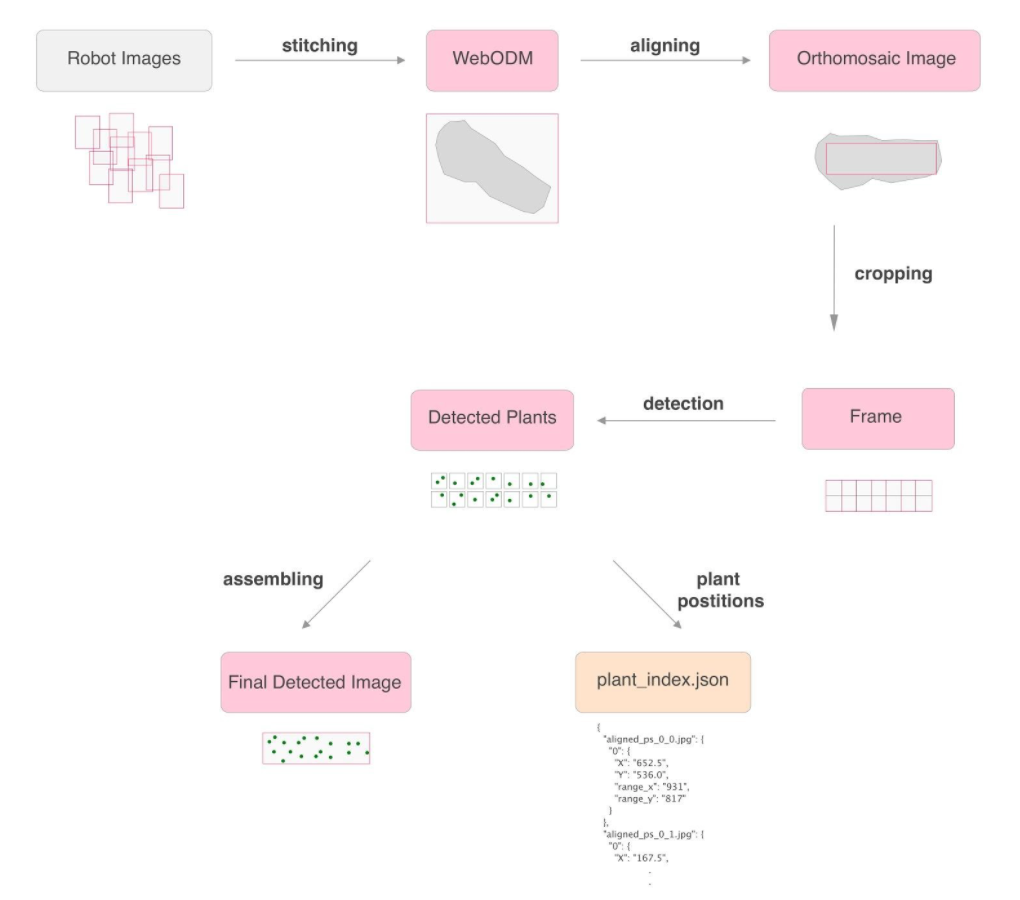 Robot Images
stitching
WebODM
aligning
Orthomosaic Image
cropping
Detected Plants
detection
Frame
assembling
plant
postitions
Final Detected Image
plant_index.json
{
"aligned_ps_0_0.jpg": {
"0": {
"X": "652.5",
"Y": "536.0",
"range_x": "931",
"range_y": "817"
}
},
"aligned_ps_0_1.jpg": {
"0": {
"X": "167.5",
.
.